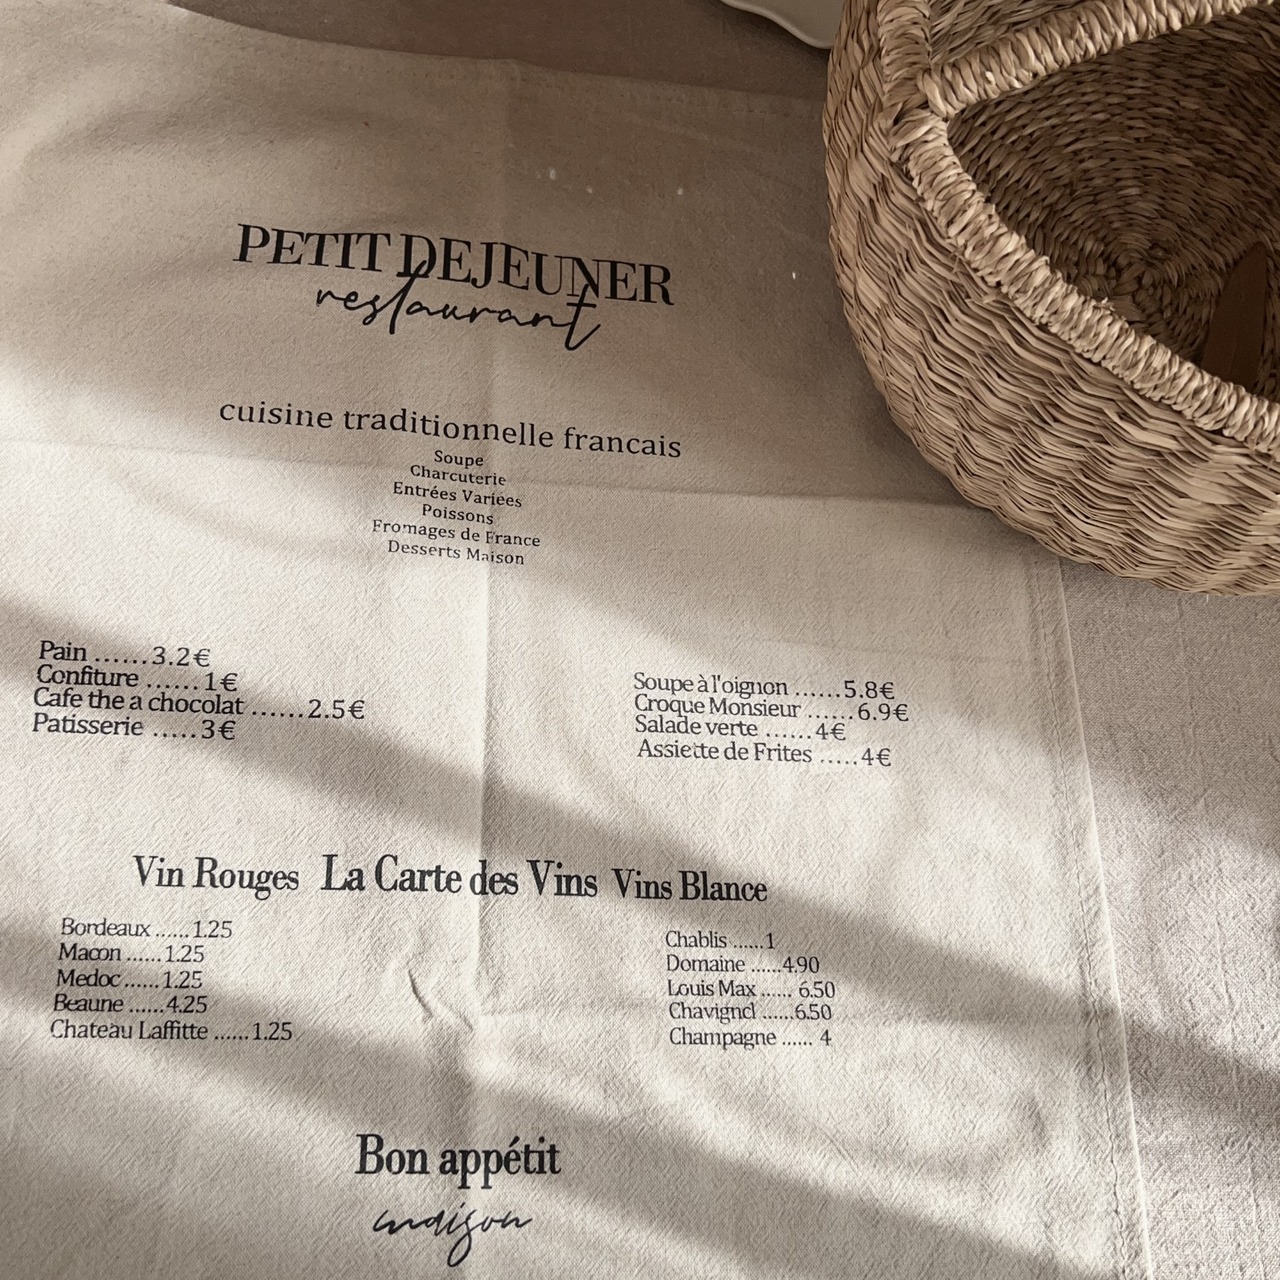 PETIT DEJEUNER
restaurant
cuisine traditionnelle francais
Soupe
Charcuterie
Entrées Variées
Poissons
Fromages de France
Desserts Maison
Pain ......3.2€
Confiture ......1€
Cafe the a chocolat ......2.5€
Patisserie .....3€
Soupe à l'oignon ......5.8€
Croque Monsieur ......6.9€
Salade verte ......4€
Assiette de Frites .....4€
Vin Rouges La Carte des Vins Vins Blance
Bordeaux ......1.25
Macon ......1.25
Medoc ......1.25
Beaune ......4.25
Chateau Laffitte ......1.25
Chablis ......1
Domaine ......4.90
Louis Max ...... 6.50
Chavigncl ......6.50
Champagne ...... 4
Bon appétit
maison